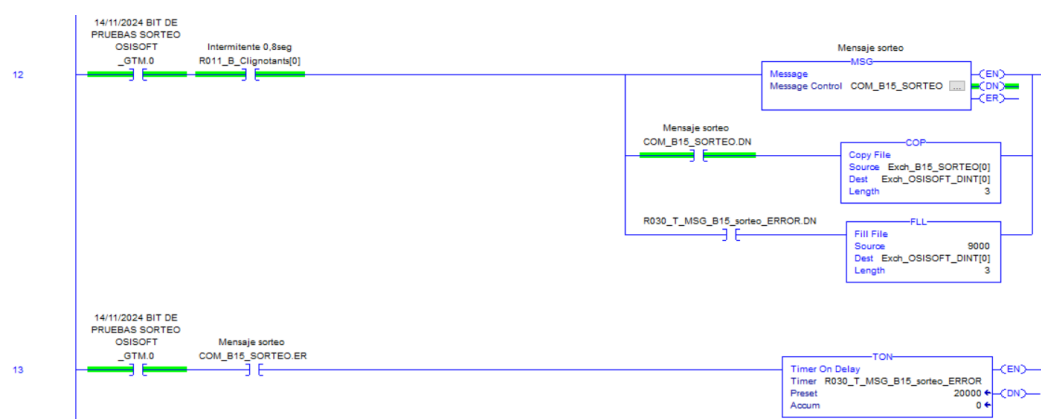 14/11/2024 BIT DE
PRUEBAS SORTEO
OSISOFT
_GTM.0
Intermitente 0,8seg
R011_B_Clignotants[0]
12
Mensaje sorteo
MSG
Message
Message Control COM_B15_SORTEO ...
EN
DN
ER
Mensaje sorteo
COM_B15_SORTEO.DN
COP
Copy File
Source Exch_B15_SORTEO[0]
Dest Exch_OSISOFT_DINT[0]
Length 3
R030_T_MSG_B15_sorteo_ERROR.DN
FLL
Fill File
Source 9000
Dest Exch_OSISOFT_DINT[0]
Length 3
14/11/2024 BIT DE
PRUEBAS SORTEO
OSISOFT
_GTM.0
Mensaje sorteo
COM_B15_SORTEO.ER
13
TON
Timer On Delay
Timer R030_T_MSG_B15_sorteo_ERROR
Preset 20000
Accum 0
EN
DN